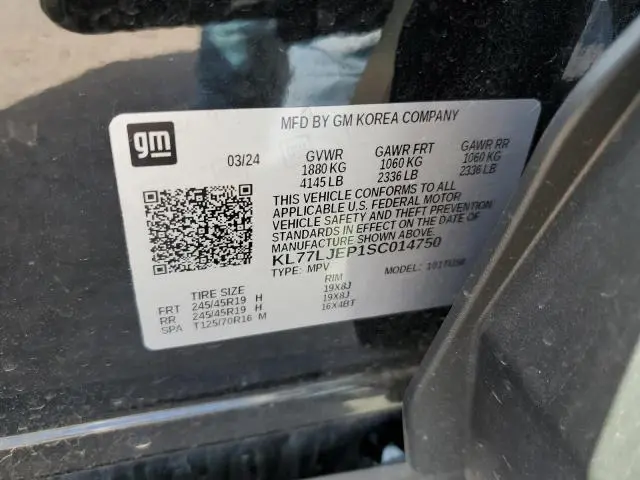 MFD BY GM KOREA COMPANY
gm
03/24 GVWR GAWR FRT GAWR RR
1880 KG 1060 KG 1060 KG
4145 LB 2336 LB 2336 LB
THIS VEHICLE CONFORMS TO ALL
APPLICABLE U.S. FEDERAL MOTOR
VEHICLE SAFETY AND THEFT PREVENTION
STANDARDS IN EFFECT ON THE DATE OF
MANUFACTURE SHOWN ABOVE.
KL77LJEP1SC014750
TYPE: MPV MODEL:
TIRE SIZE RIM
FRT 245/45R19 H 19X8J
RR 245/45R19 H 19X8J
SPA T125/70R16 M 16X4BT